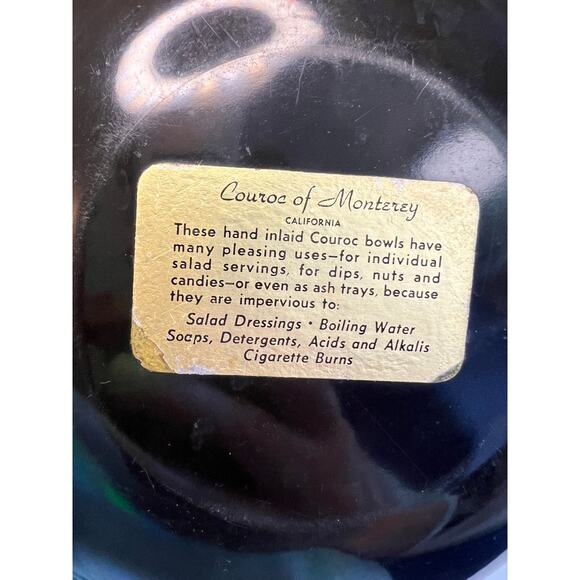 Couroc of Monterey
CALIFORNIA
These hand inlaid Couroc bowls have
many pleasing uses—for individual
salad servings, for dips, nuts and
candies—or even as ash trays, because
they are impervious to:
Salad Dressings • Boiling Water
Soaps, Detergents, Acids and Alkalis
Cigarette Burns